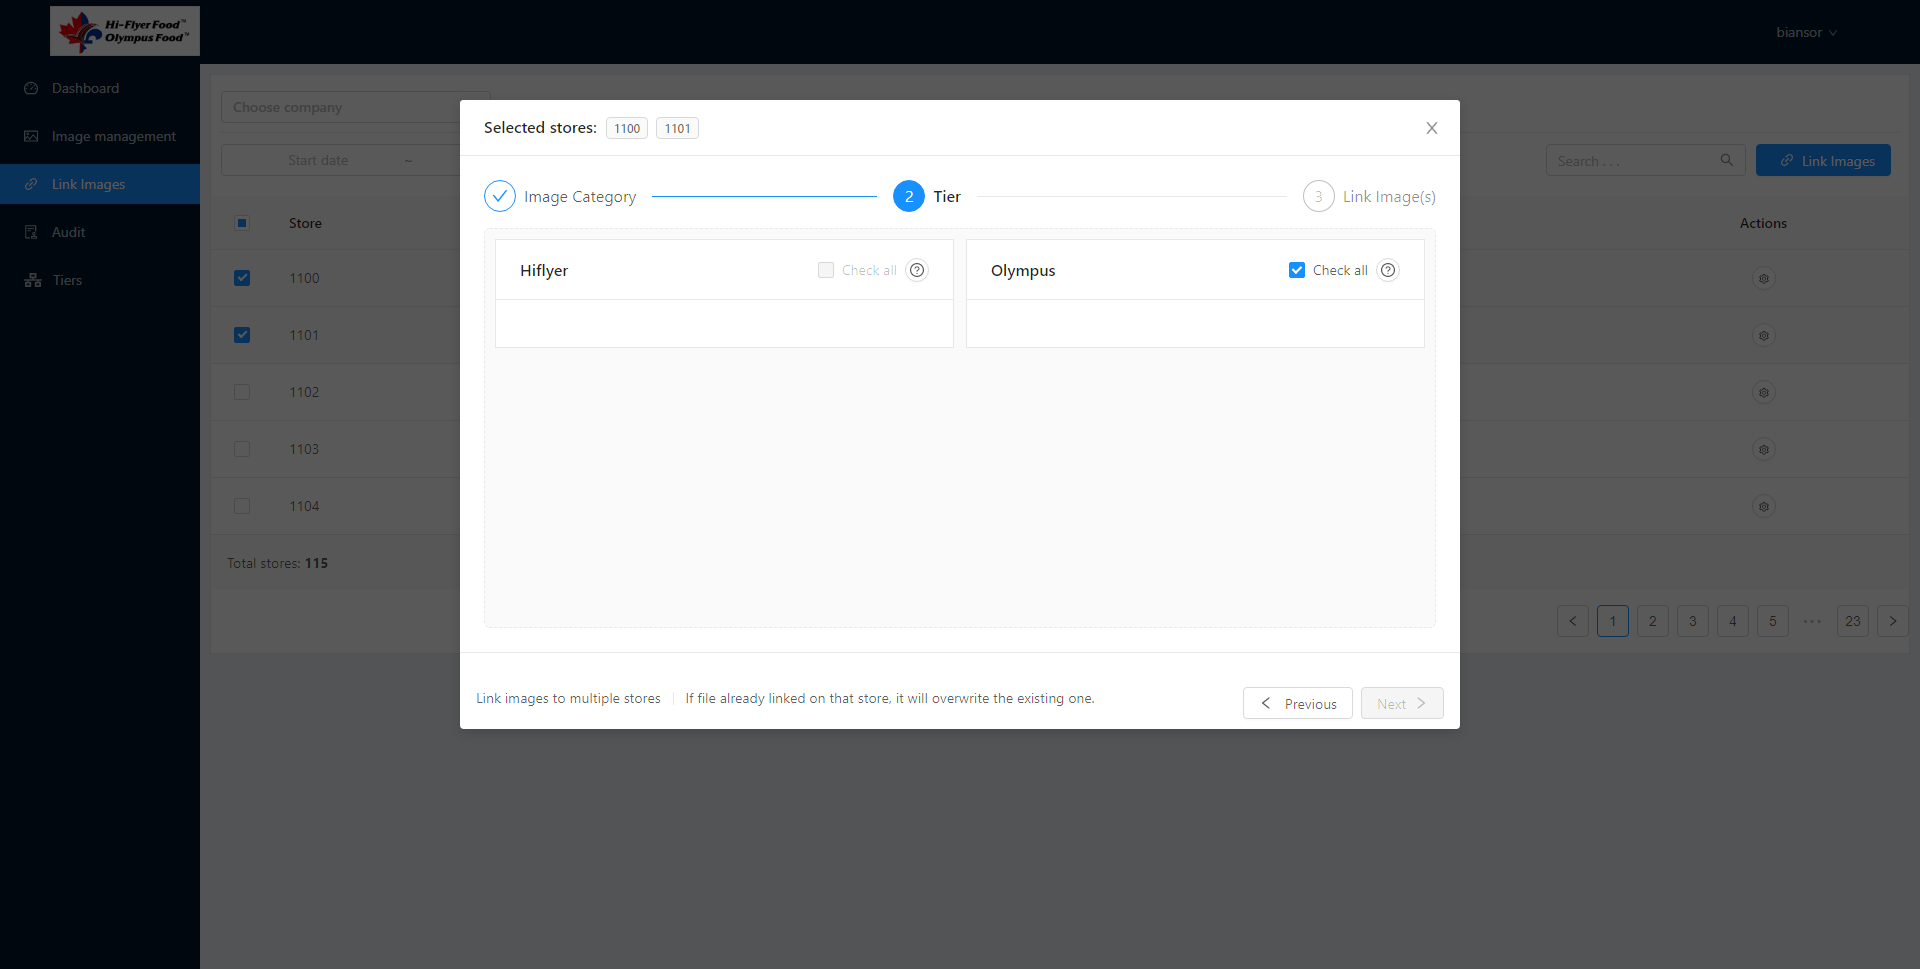 Hi-Flyer Food™
Olympus Food™
biansor
Dashboard
Image management
Link Images
Audit
Tiers
Choose company
Start date ~
Search . . .
Link Images
Store
Actions
1100
1101
1102
1103
1104
Total stores: 115
1 2 3 4 5 ••• 23
Selected stores: 1100 1101
Image Category
2 Tier
3 Link Image(s)
Hiflyer
Check all
Olympus
Check all
Link images to multiple stores
If file already linked on that store, it will overwrite the existing one.
Previous
Next